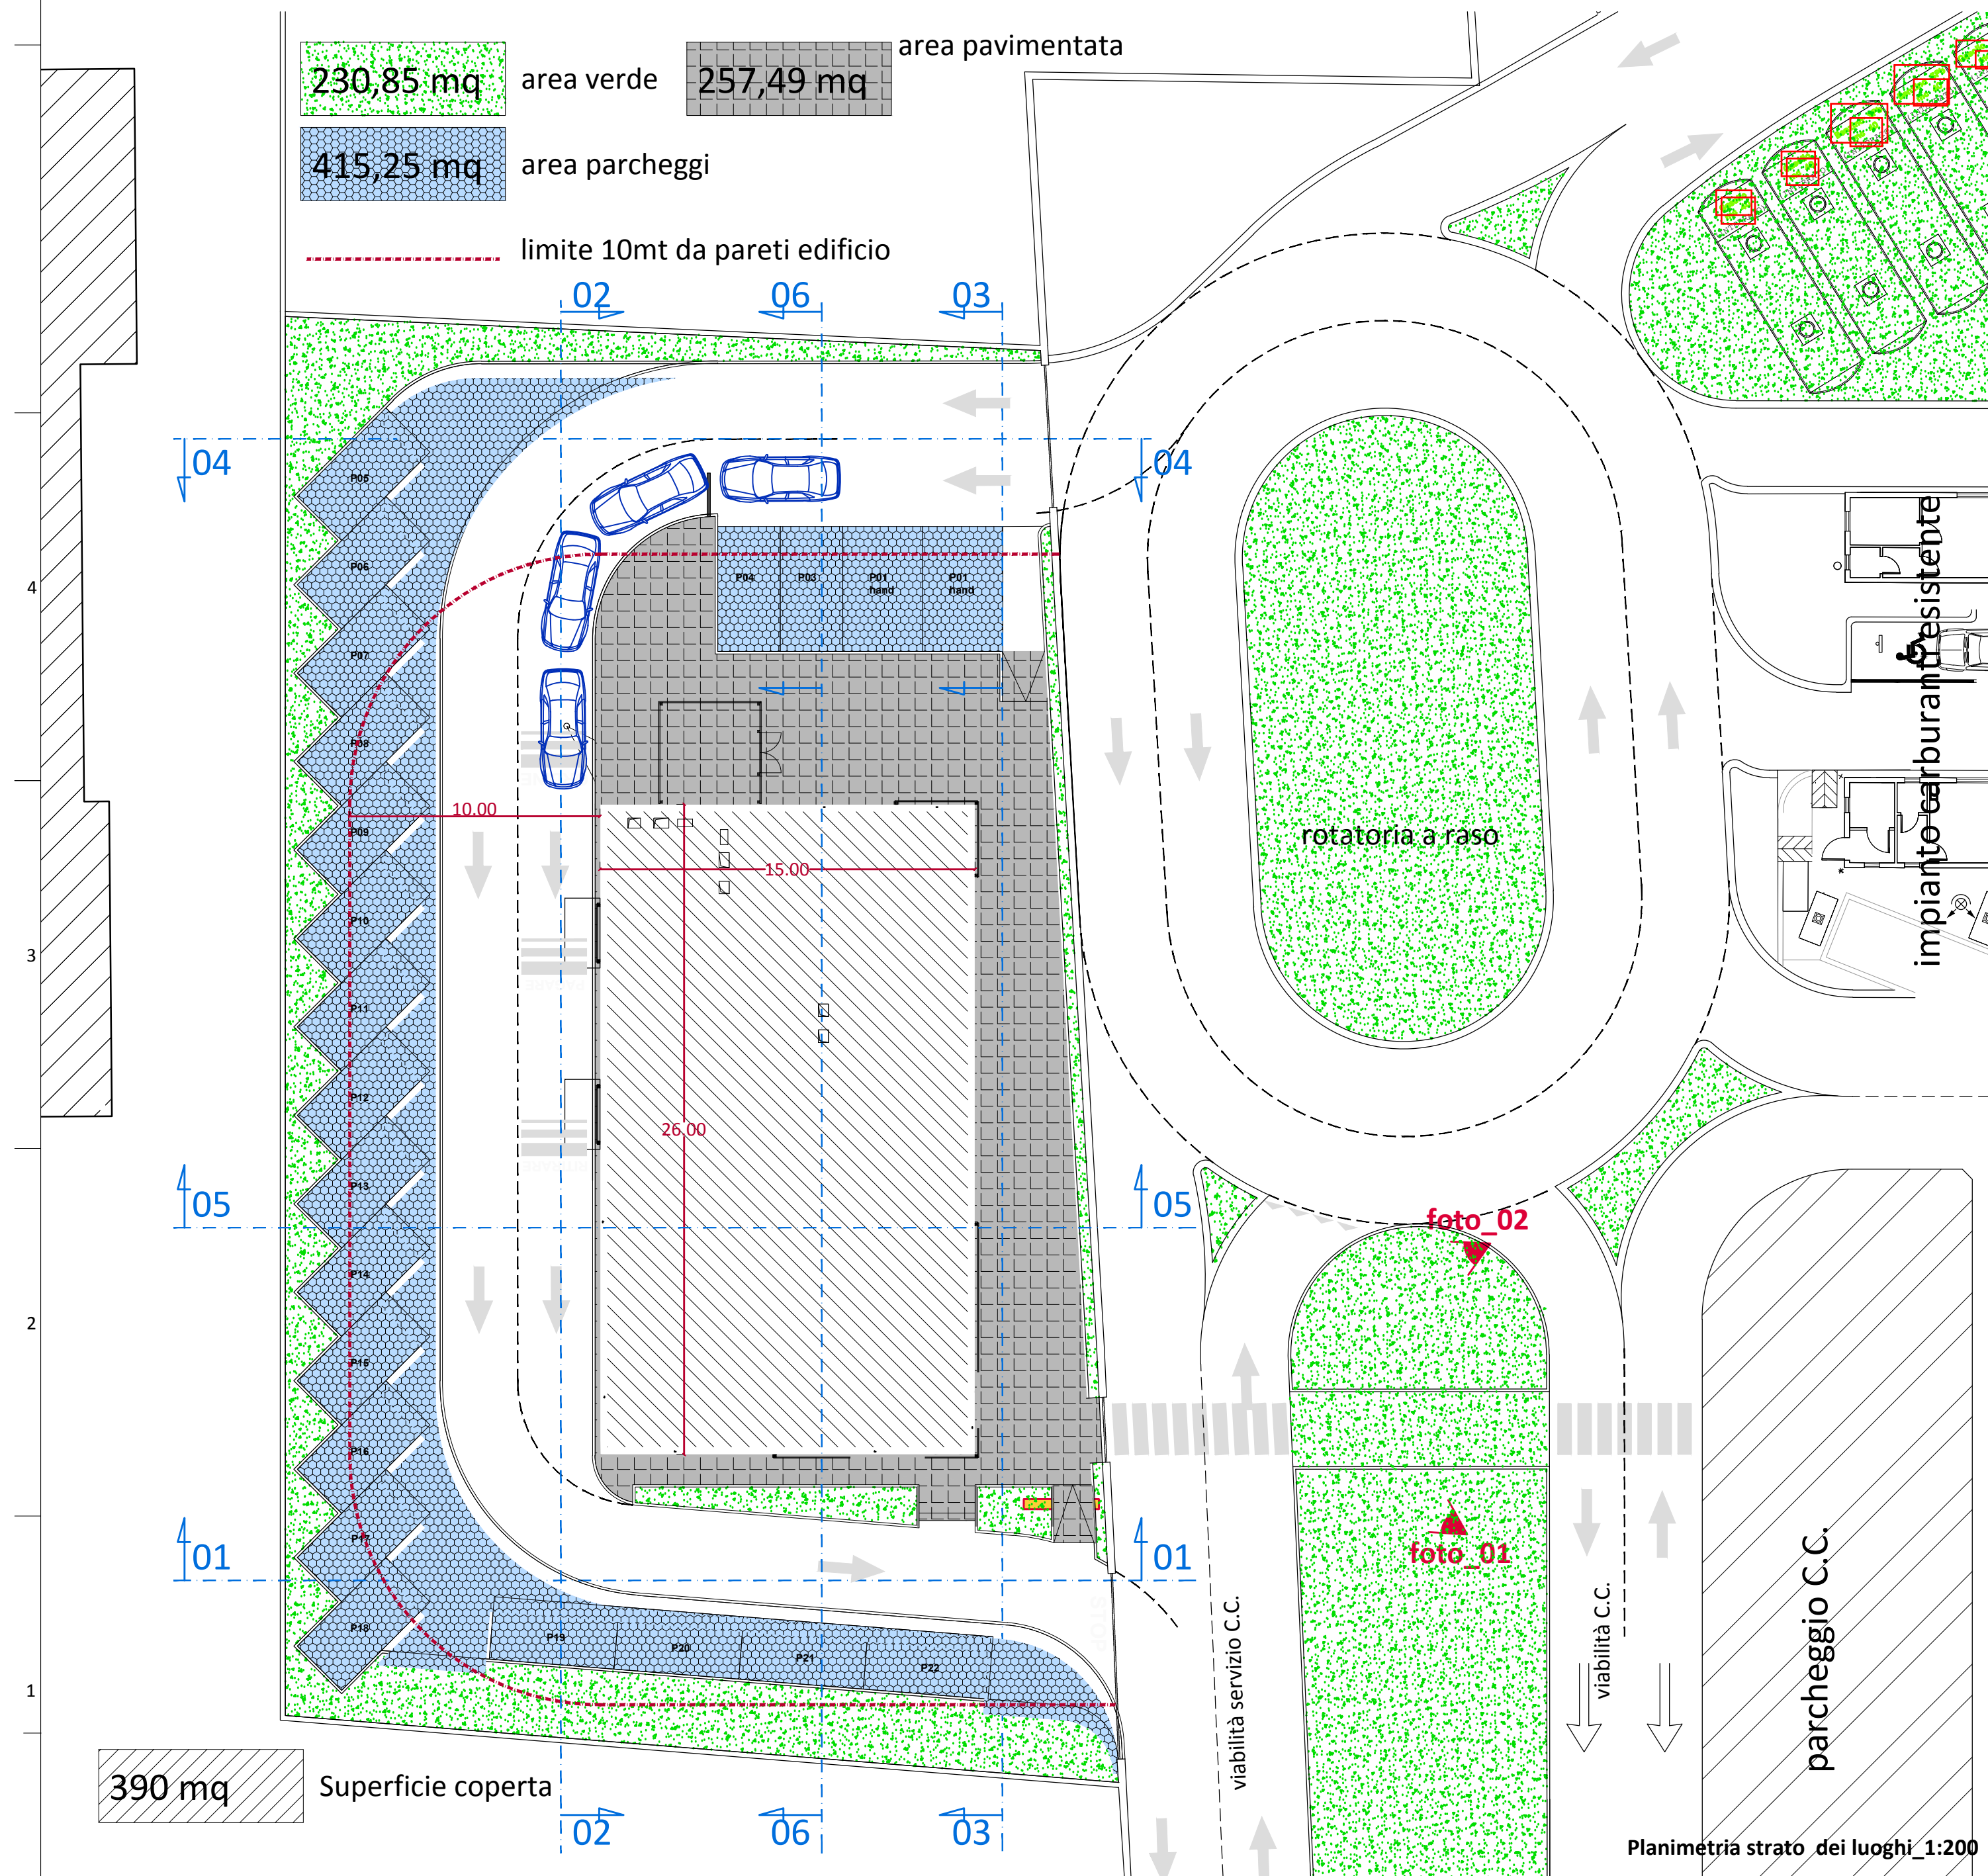 area pavimentata
230,85 mq
area verde
257,49 mq
415,25 mq
area parcheggi
limite 10mt da pareti edificio
02
06
03
04
04
P05
P06
P04
P03
P01
hand
P01
hand
4
P07
P08
10.00
P09
15.00
rotatoria a raso
impianto carburanti esistente
P10
3
P11
P12
26.00
P13
05
05
foto_02
P14
2
P15
P16
P17
foto_01
01
01
STOP
P18
P19
P20
P21
P22
1
viabilità servizio C.C.
viabilità C.C.
parcheggio C.C.
390 mq
Superficie coperta
02
06
03
Planimetria strato dei luoghi_1:200